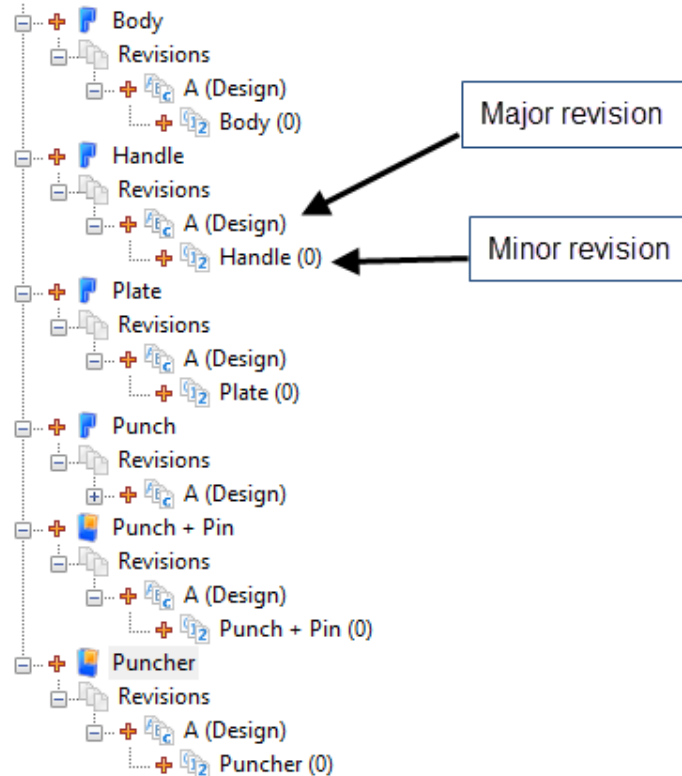 Body
Revisions
A (Design)
Body (0)
Major revision
Handle
Revisions
A (Design)
Handle (0)
Minor revision
Plate
Revisions
A (Design)
Plate (0)
Punch
Revisions
A (Design)
Punch + Pin
Revisions
A (Design)
Punch + Pin (0)
Puncher
Revisions
A (Design)
Puncher (0)